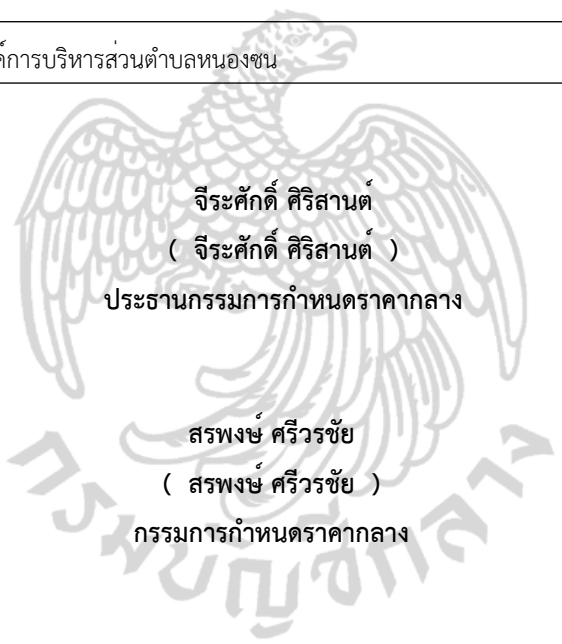 ค์การบริหารส่วนตำบลหนองซน
จีระศักดิ์ ศิริสานต์
( จีระศักดิ์ ศิริสานต์ )
ประธานกรรมการกำหนดราคากลาง
สรพงษ์ ศรีวรชัย
( สรพงษ์ ศรีวรชัย )
กรรมการกำหนดราคากลาง
กรมบัญชีกลาง